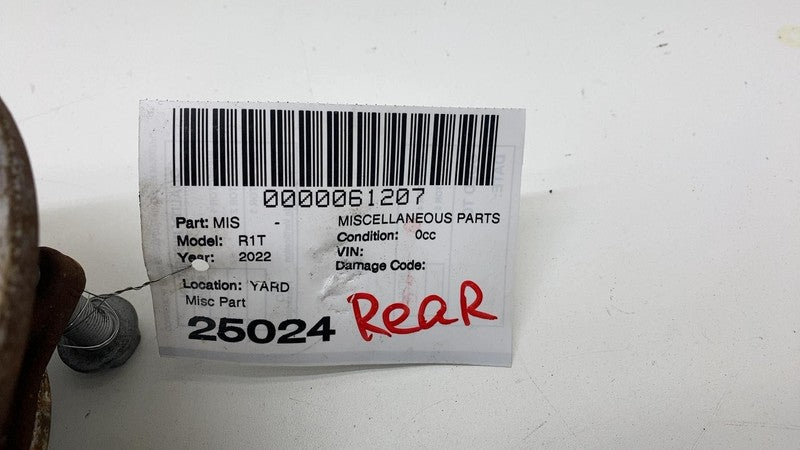 0000061207
Part: MIS - MISCELLANEOUS PARTS
Model: R1T Condition: 0cc
Year: 2022 VIN:
Damage Code:
Location: YARD
Misc Part
25024 ReaR